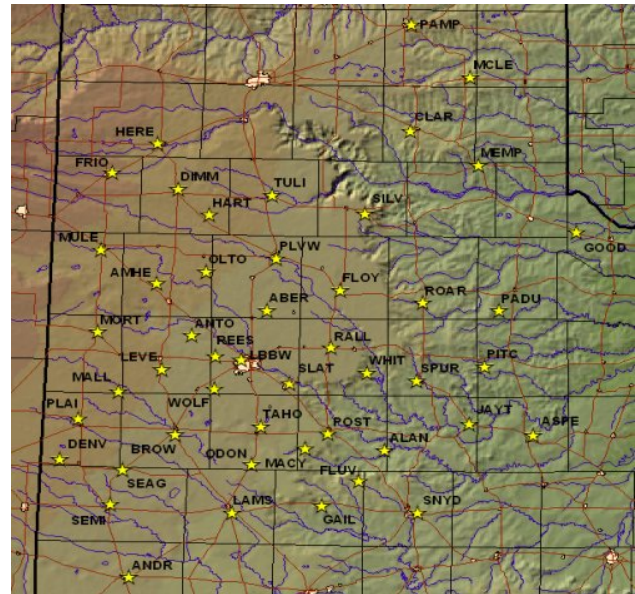 PAMP
MCLE
CLAR
HERE
MEMP
FRIO
DIMM
TULI
HART
SILV
GOOD
MULE
OLTO
PLVW
AMHE
FLOY
ABER
ROAR
PADU
MORT
ANTO
REES
RALL
LBBW
LEVE
WHIT
PITC
SLAT
SPUR
MALL
WOLF
PLAI
TAHO
JAYT
ROST
ASPE
BROW
ALAN
DENV
ODON
MACY
SEAG
FLUV
SEMI
LAMS
GAIL
SNYD
ANDR